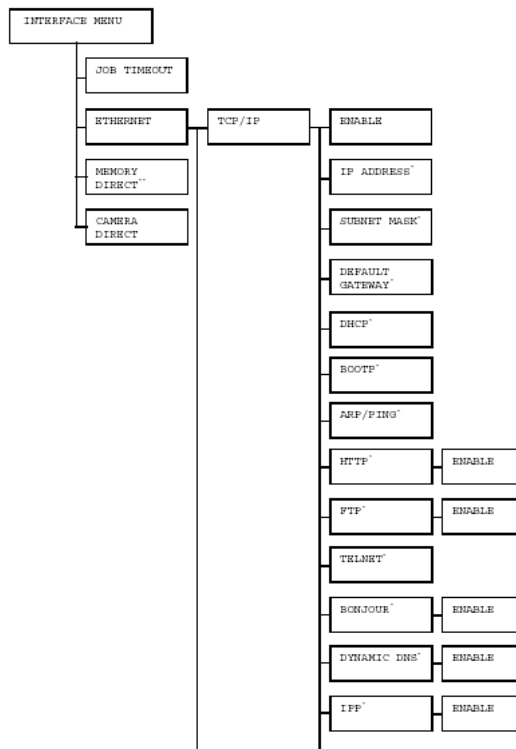 INTERFACE MENU
JOB TIMEOUT
ETHERNET
TCP/IP
ENABLE
IP ADDRESS*
MEMORY
DIRECT**
SUBNET MASK*
CAMERA
DIRECT
DEFAULT
GATEWAY*
DHCP*
BOOTP*
ARP/PING*
HTTP*
ENABLE
FTP*
ENABLE
TELNET*
BONJOUR*
ENABLE
DYNAMIC DNS*
ENABLE
IPP*
ENABLE